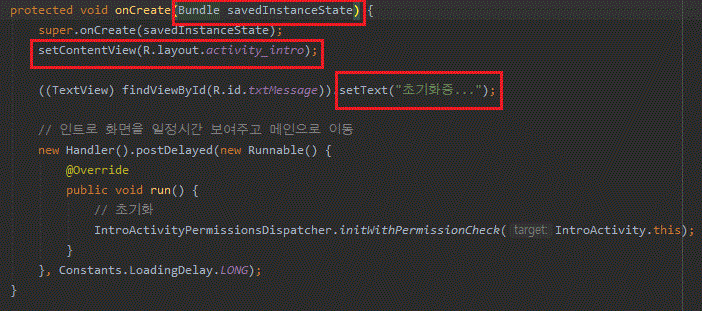 protected void onCreate(Bundle savedInstanceState) {
super.onCreate(savedInstanceState);
setContentView(R.layout.activity_intro);
((TextView) findViewById(R.id.txtMessage)).setText("초기화중...");
// 인트로 화면을 일정시간 보여주고 메인으로 이동
new Handler().postDelayed(new Runnable() {
@Override
public void run() {
// 초기화
IntroActivityPermissionsDispatcher.initWithPermissionCheck( target: IntroActivity.this);
}
}, Constants.LoadingDelay.LONG);
}